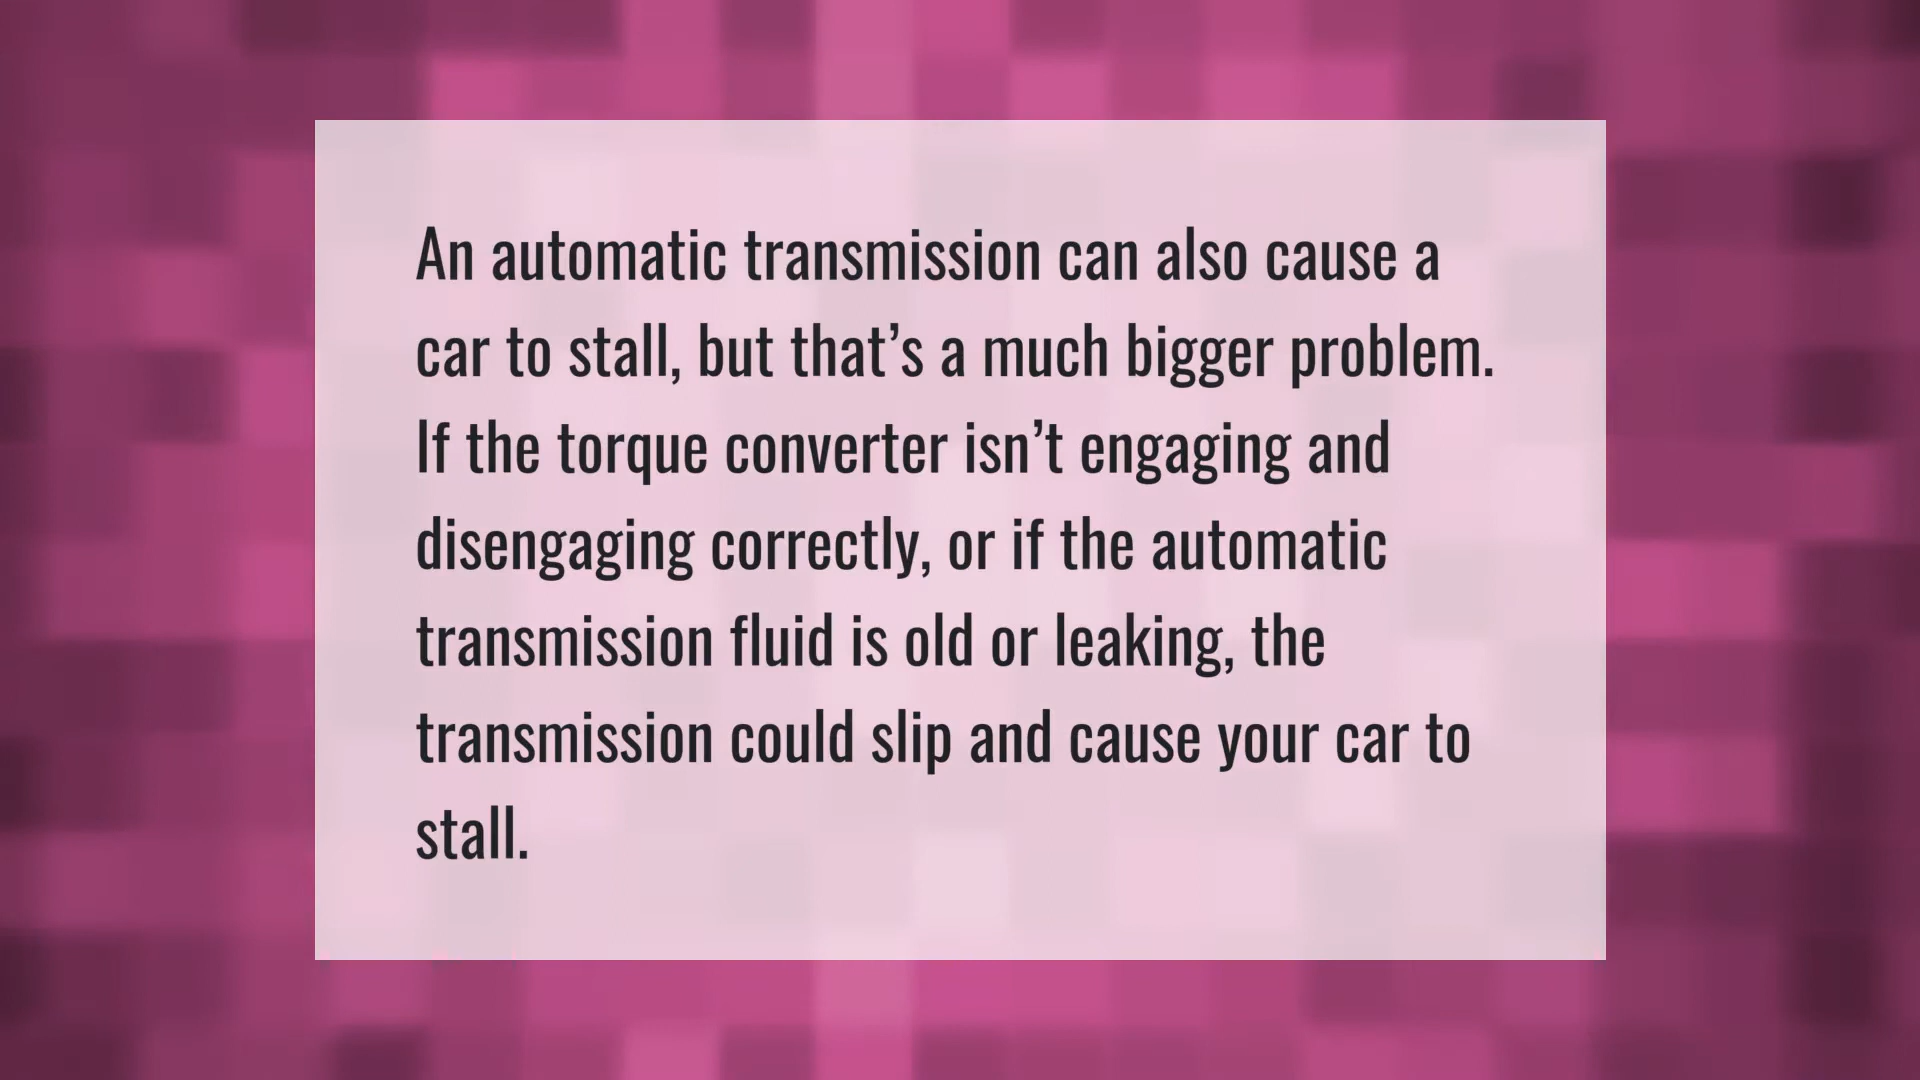 An automatic transmission can also cause a
car to stall, but that’s a much bigger problem.
If the torque converter isn’t engaging and
disengaging correctly, or if the automatic
transmission fluid is old or leaking, the
transmission could slip and cause your car to
stall.